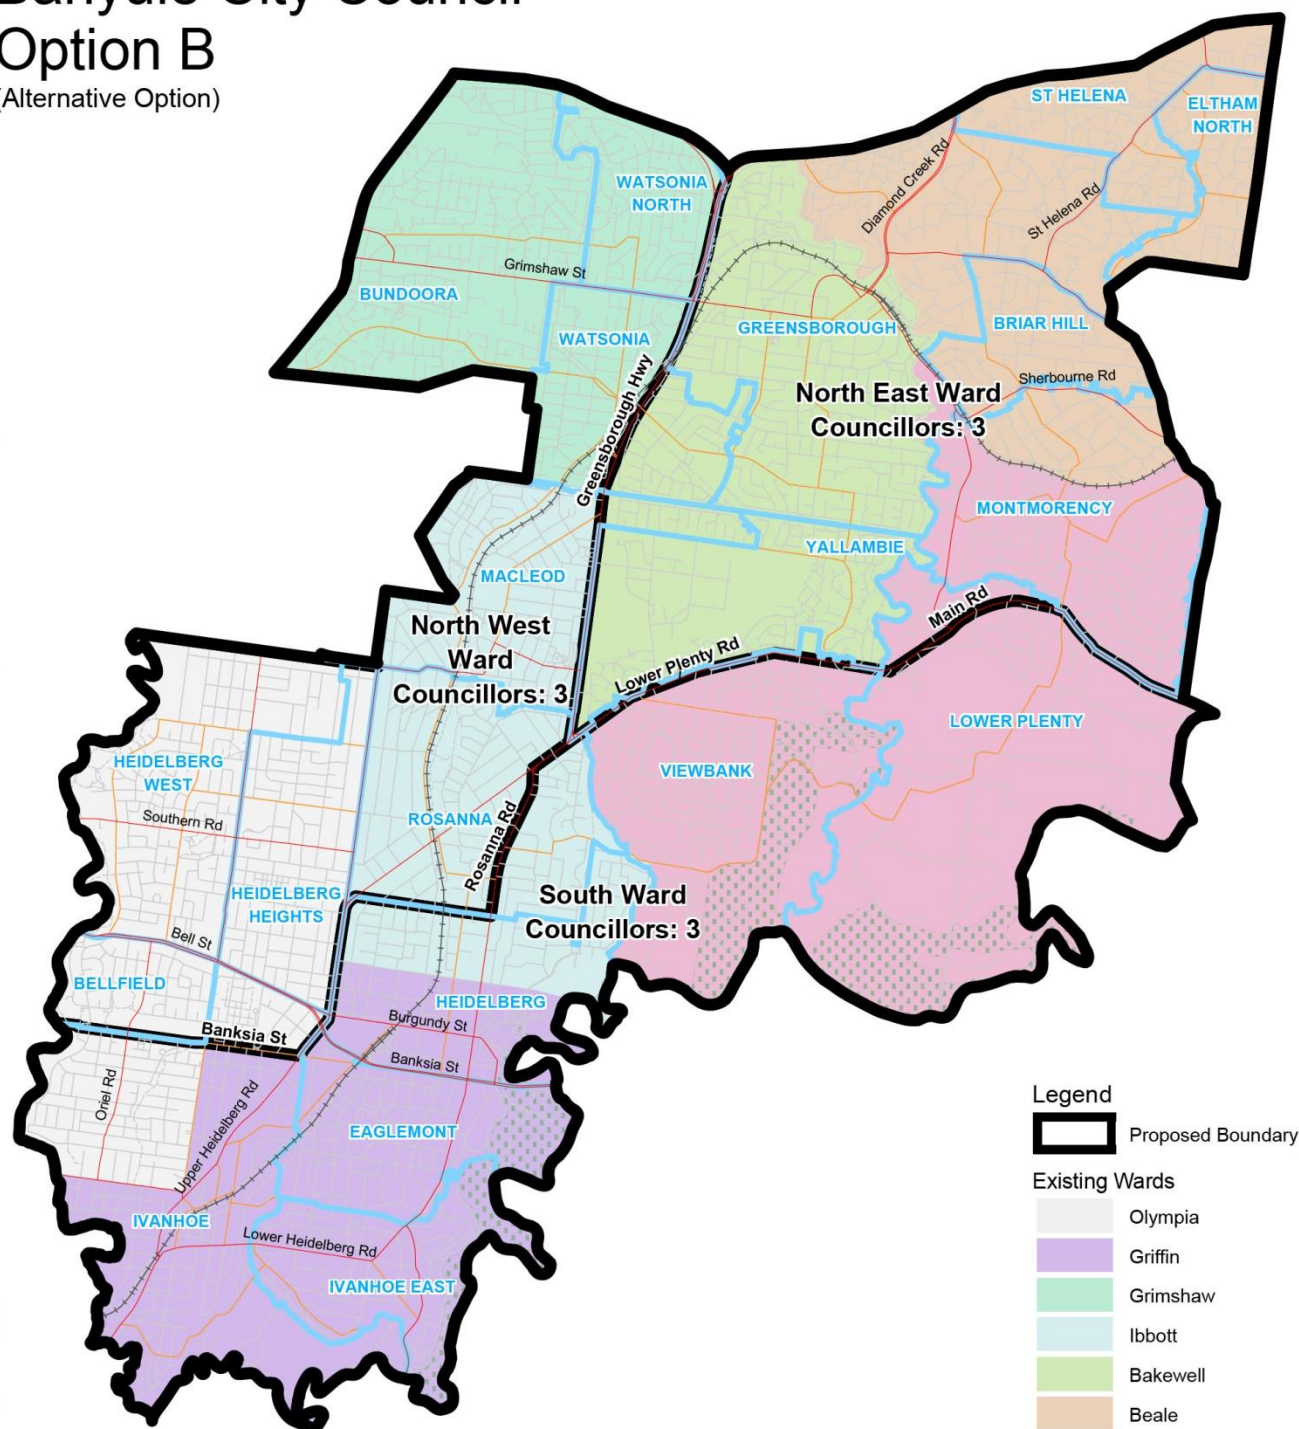 Option B
(Alternative Option)
ST HELENA
ELTHAM
NORTH
WATSONIA
NORTH
Diamond Creek Rd
St Helena Rd
Grimshaw St
BUNDOORA
WATSONIA
GREENSBOROUGH
BRIAR HILL
Greensborough Hwy
Sherbourne Rd
North East Ward
Councillors: 3
MONTMORENCY
YALLAMBIE
MACLEOD
Main Rd
North West
Ward
Councillors: 3
Lower Plenty Rd
LOWER PLENTY
HEIDELBERG
WEST
VIEWBANK
Southern Rd
ROSANNA
Rosanna Rd
HEIDELBERG
HEIGHTS
South Ward
Councillors: 3
Bell St
BELLFIELD
HEIDELBERG
Burgundy St
Banksia St
Banksia St
Oriel Rd
Upper Heidelberg Rd
EAGLEMONT
IVANHOE
Lower Heidelberg Rd
IVANHOE EAST
Legend
Proposed Boundary
Existing Wards
Olympia
Griffin
Grimshaw
Ibbott
Bakewell
Beale